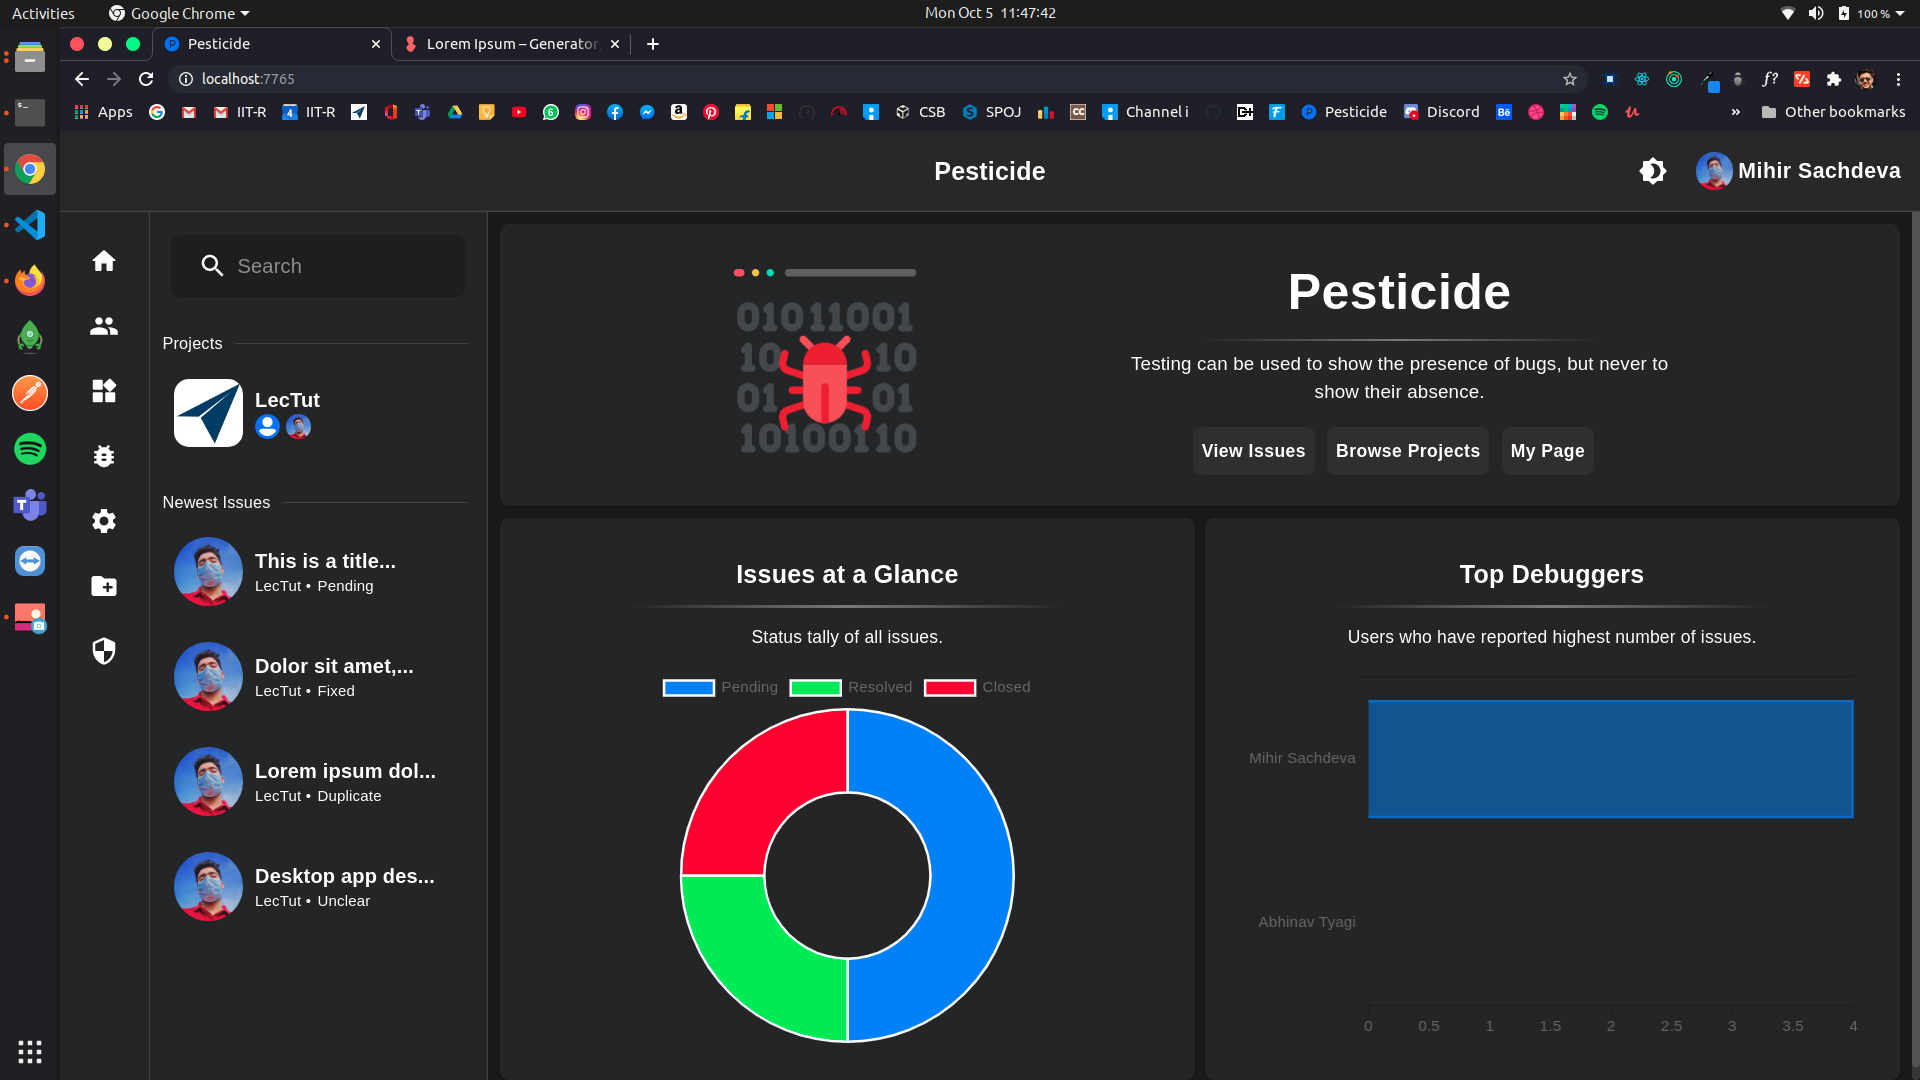 Activities
Google Chrome
Mon Oct 5 11:47:42
100 %
Pesticide
Lorem Ipsum – Generator,
localhost:7765
Apps
IIT-R
IIT-R
CSB
SPOJ
Channel i
Pesticide
Discord
»
Other bookmarks
Pesticide
Mihir Sachdeva
Search
Projects
LecTut
Newest Issues
This is a title...
LecTut • Pending
Dolor sit amet,...
LecTut • Fixed
Lorem ipsum dol...
LecTut • Duplicate
Desktop app des...
LecTut • Unclear
01011001
10 10
01 01
10100110
Pesticide
Testing can be used to show the presence of bugs, but never to
show their absence.
View Issues
Browse Projects
My Page
Issues at a Glance
Status tally of all issues.
Pending
Resolved
Closed
Top Debuggers
Users who have reported highest number of issues.
Mihir Sachdeva
Abhinav Tyagi
0 0.5 1 1.5 2 2.5 3 3.5 4